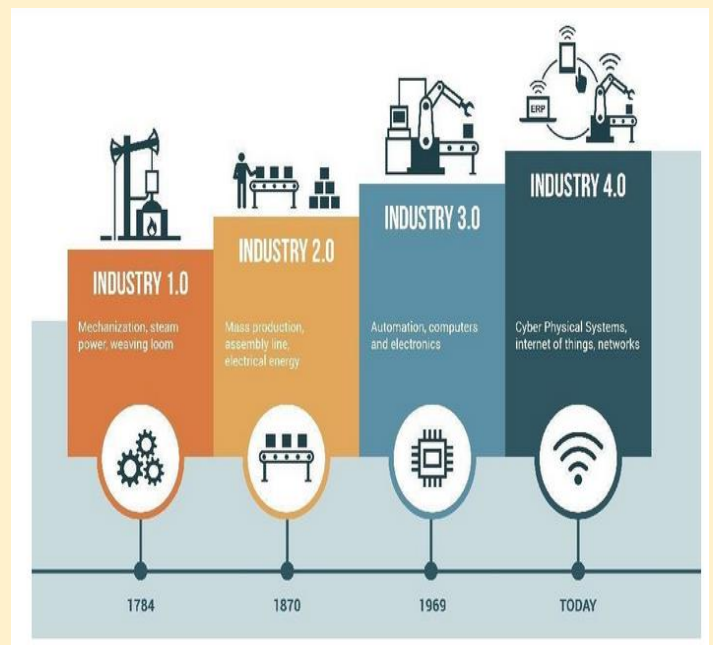 ERP
INDUSTRY 1.0
Mechanization, steam
power, weaving loom
INDUSTRY 2.0
Mass production,
assembly line,
electrical energy
INDUSTRY 3.0
Automation, computers
and electronics
INDUSTRY 4.0
Cyber Physical Systems,
internet of things, networks
1784
1870
1969
TODAY